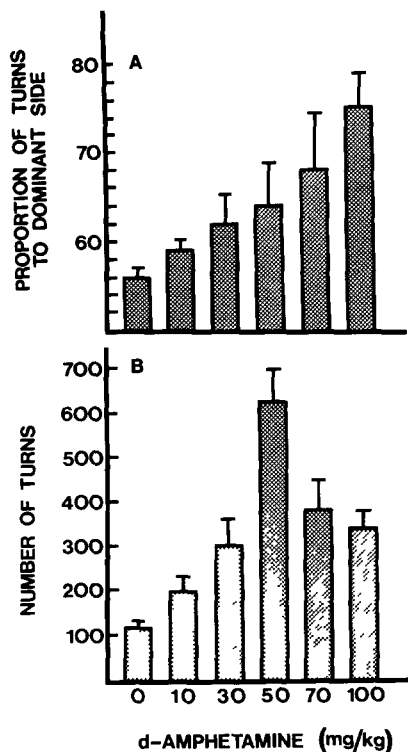 PROPORTION OF TURNS
TO DOMINANT SIDE
A
80
70
60
B
NUMBER OF TURNS
700
600
500
400
300
200
100
0 10 30 50 70 100
d-AMPHETAMINE (mg/kg)